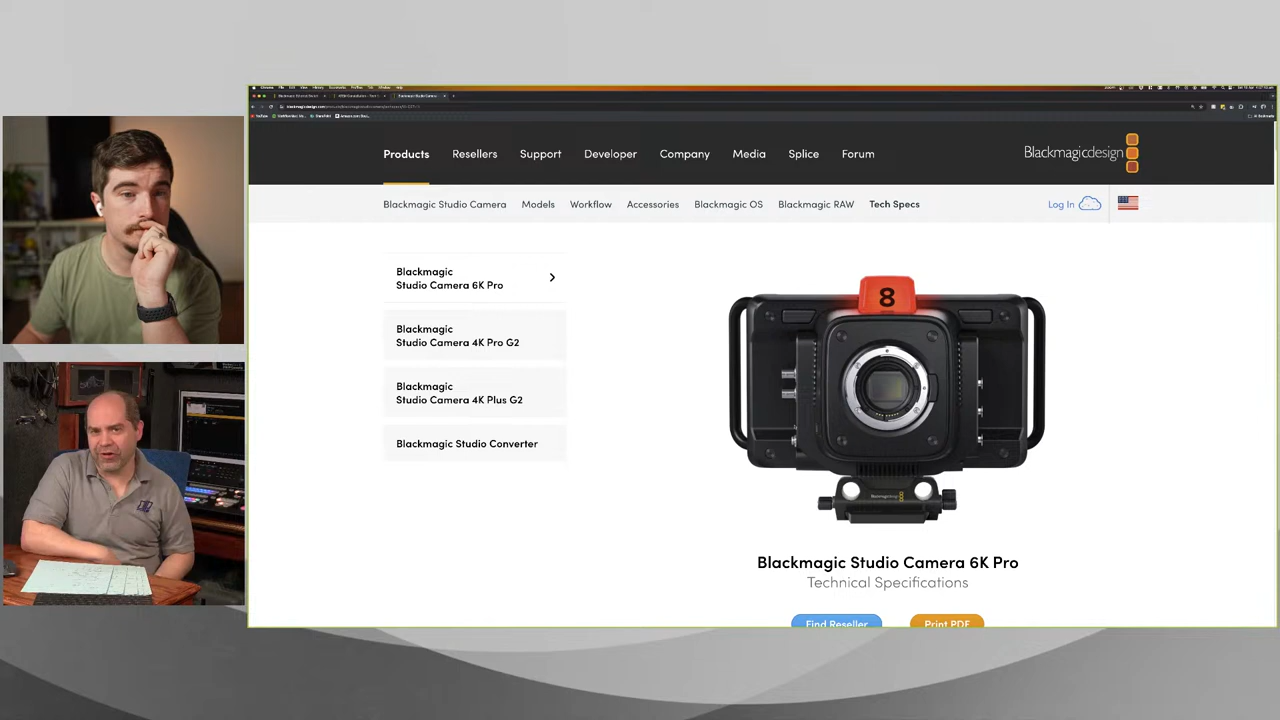 Products
Resellers
Support
Developer
Company
Media
Splice
Forum
Blackmagicdesign
Blackmagic Studio Camera
Models
Workflow
Accessories
Blackmagic OS
Blackmagic RAW
Tech Specs
Log In
Blackmagic
Studio Camera 6K Pro
Blackmagic
Studio Camera 4K Pro G2
Blackmagic
Studio Camera 4K Plus G2
Blackmagic Studio Converter
8
Blackmagic Studio Camera 6K Pro
Technical Specifications
Find Reseller
Print PDF